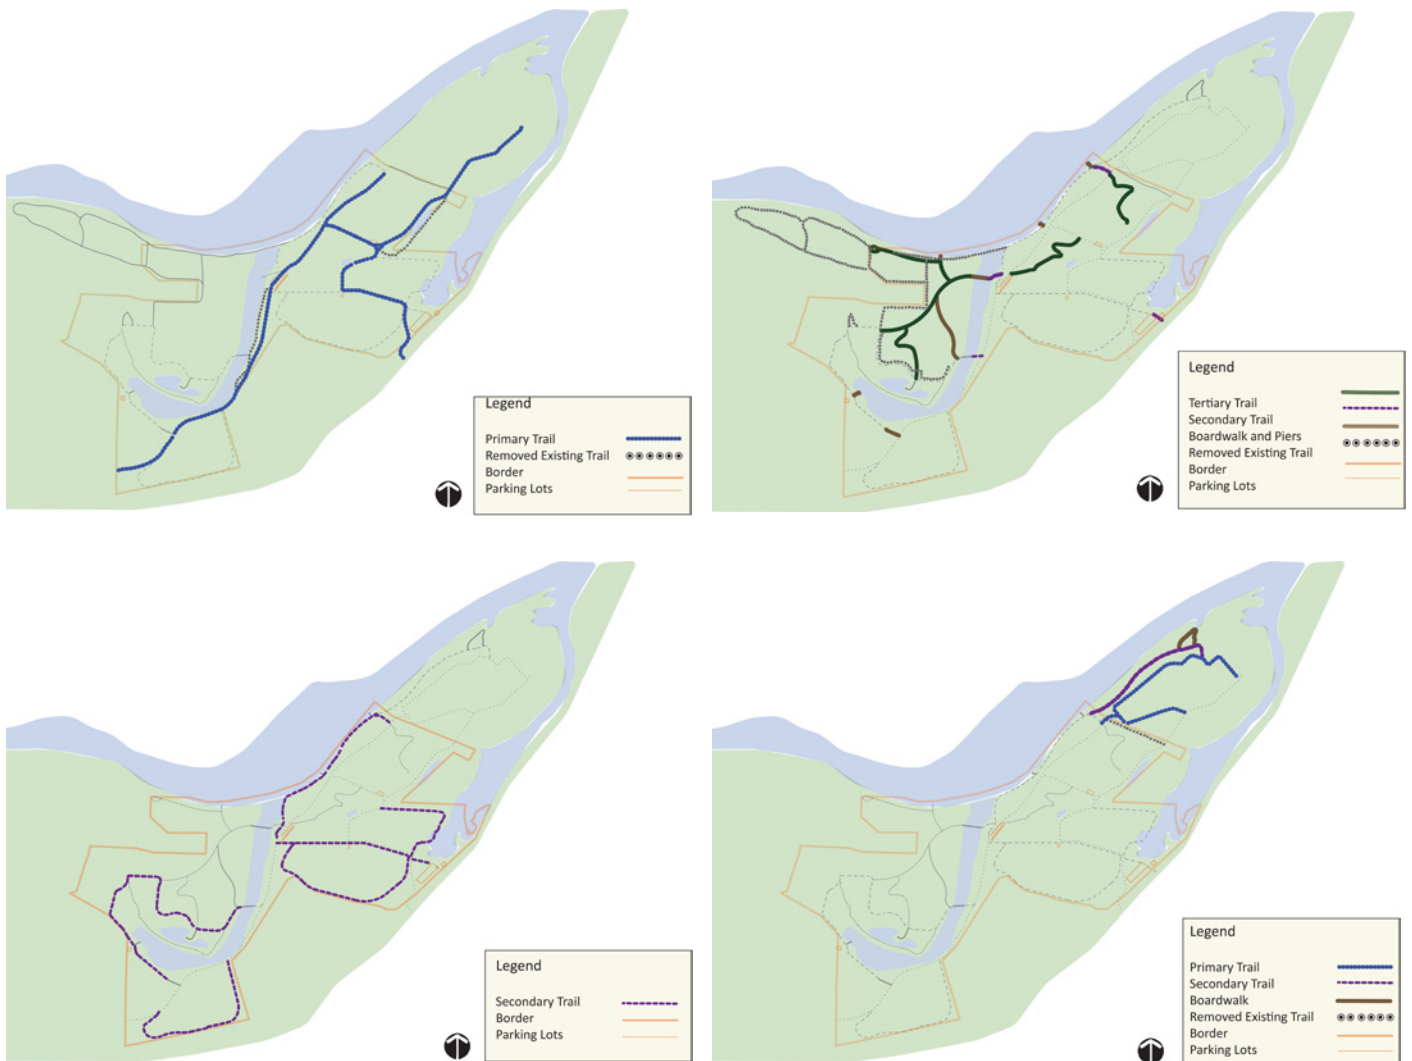 Legend
Primary Trail
Removed Existing Trail
Border
Parking Lots
Legend
Tertiary Trail
Secondary Trail
Boardwalk and Piers
Removed Existing Trail
Border
Parking Lots
Legend
Secondary Trail
Border
Parking Lots
Legend
Primary Trail
Secondary Trail
Boardwalk
Removed Existing Trail
Border
Parking Lots